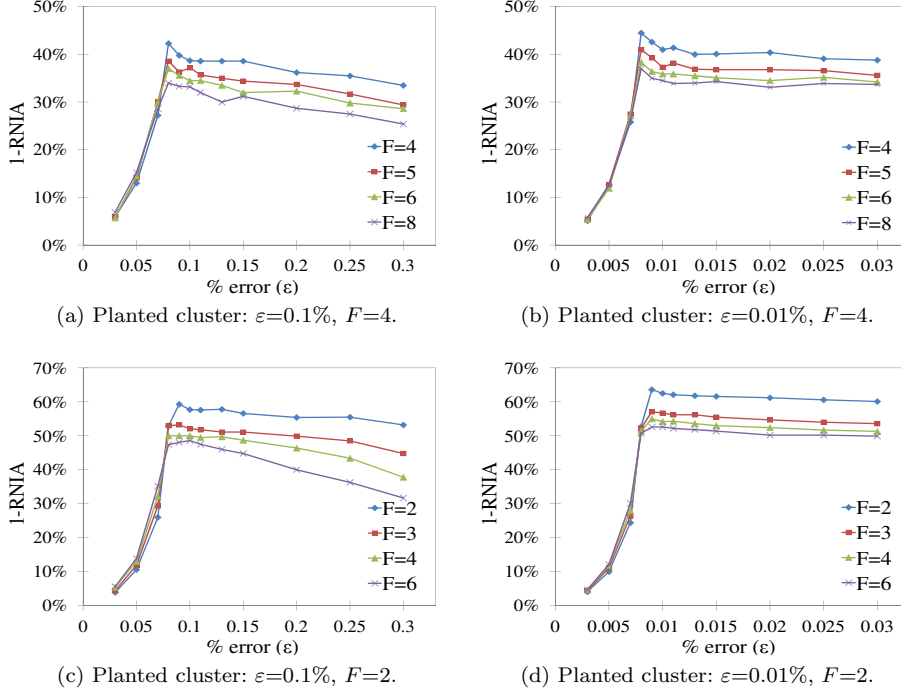 50%
40%
30%
20%
10%
0%
1-RNIA
F=4
F=5
F=6
F=8
0 0.05 0.1 0.15 0.2 0.25 0.3
% error (ε)
(a) Planted cluster: ε=0.1%, F=4.
50%
40%
30%
20%
10%
0%
1-RNIA
F=4
F=5
F=6
F=8
0 0.005 0.01 0.015 0.02 0.025 0.03
% error (ε)
(b) Planted cluster: ε=0.01%, F=4.
70%
60%
50%
40%
30%
20%
10%
0%
1-RNIA
F=2
F=3
F=4
F=6
0 0.05 0.1 0.15 0.2 0.25 0.3
% error (ε)
(c) Planted cluster: ε=0.1%, F=2.
70%
60%
50%
40%
30%
20%
10%
0%
1-RNIA
F=2
F=3
F=4
F=6
0 0.005 0.01 0.015 0.02 0.025 0.03
% error (ε)
(d) Planted cluster: ε=0.01%, F=2.